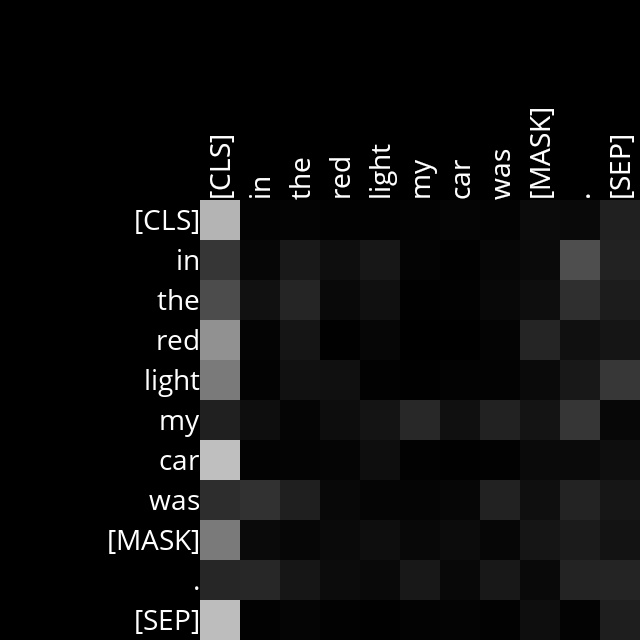 [CLS] in the red light my car was [MASK] . [SEP]
[CLS]
in
the
red
light
my
car
was
[MASK]
.
[SEP]